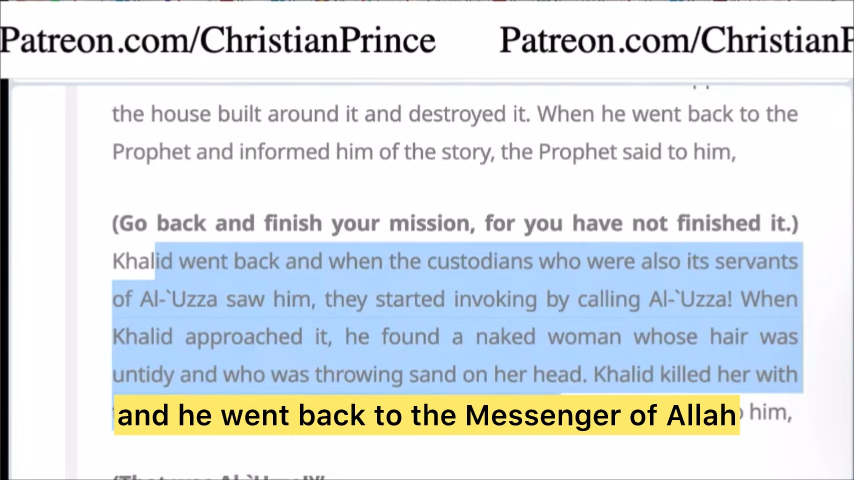 Patreon.com/ChristianPrince Patreon.com/ChristianP
the house built around it and destroyed it. When he went back to the
Prophet and informed him of the story, the Prophet said to him,
(Go back and finish your mission, for you have not finished it.)
Khalid went back and when the custodians who were also its servants
of Al-`Uzza saw him, they started invoking by calling Al-`Uzza! When
Khalid approached it, he found a naked woman whose hair was
untidy and who was throwing sand on her head. Khalid killed her with
and he went back to the Messenger of Allah
him,